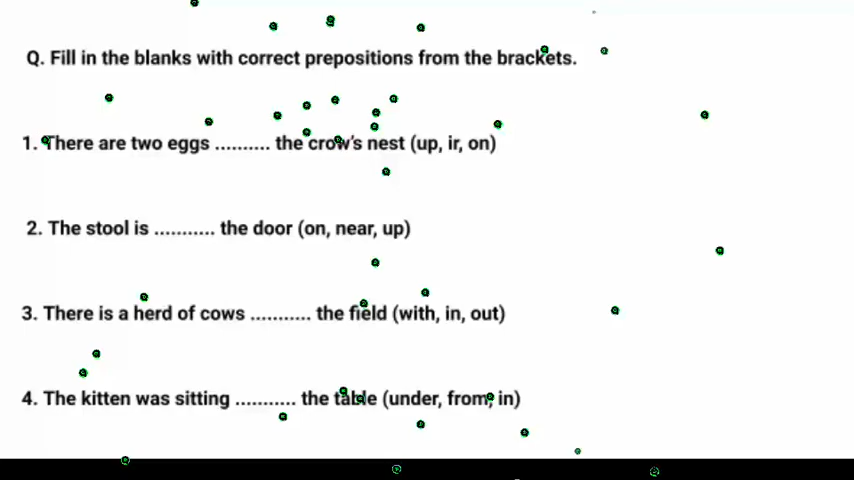 Q. Fill in the blanks with correct prepositions from the brackets.
1. There are two eggs .......... the crow's nest (up, ir, on)
2. The stool is ........... the door (on, near, up)
3. There is a herd of cows ........... the field (with, in, out)
4. The kitten was sitting ........... the table (under, from, in)